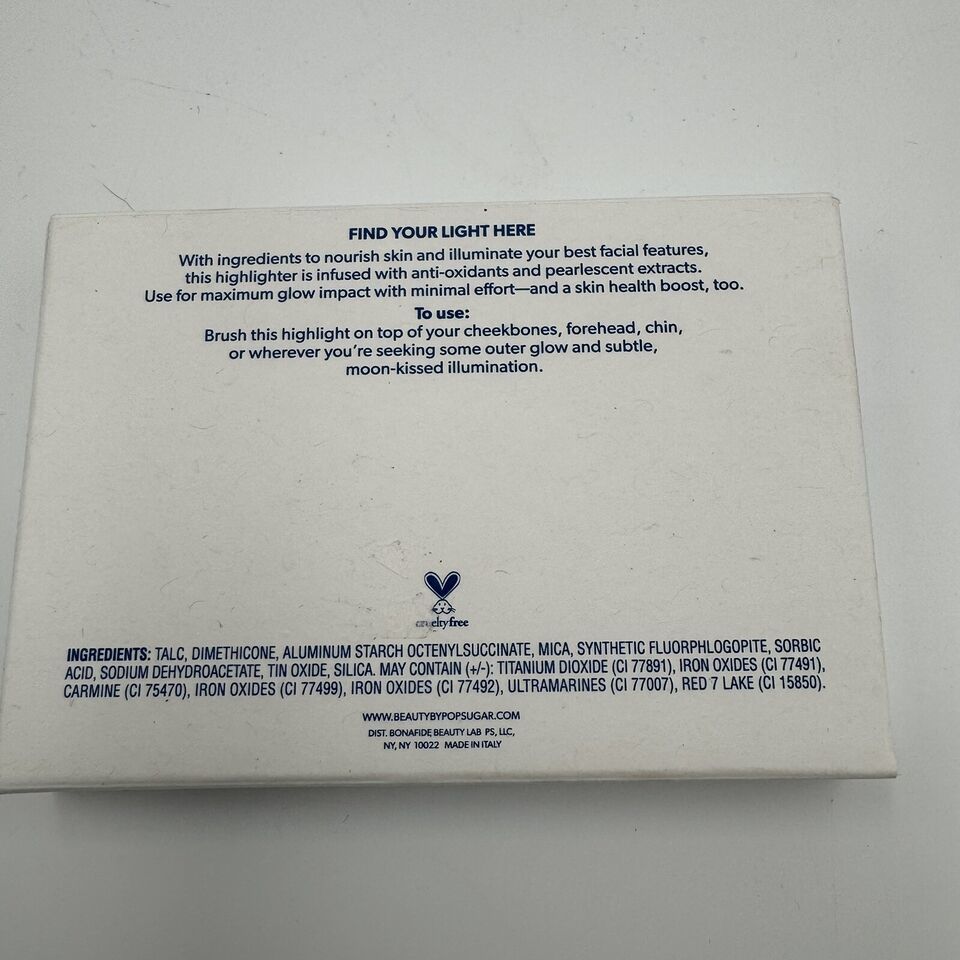 FIND YOUR LIGHT HERE
With ingredients to nourish skin and illuminate your best facial features,
this highlighter is infused with anti-oxidants and pearlescent extracts.
Use for maximum glow impact with minimal effort—and a skin health boost, too.
To use:
Brush this highlight on top of your cheekbones, forehead, chin,
or wherever you're seeking some outer glow and subtle,
moon-kissed illumination.
crueltyfree
INGREDIENTS: TALC, DIMETHICONE, ALUMINUM STARCH OCTENYLSUCCINATE, MICA, SYNTHETIC FLUORPHLOGOPITE, SORBIC
ACID, SODIUM DEHYDROACETATE, TIN OXIDE, SILICA. MAY CONTAIN (+/-): TITANIUM DIOXIDE (CI 77891), IRON OXIDES (CI 77491),
CARMINE (CI 75470), IRON OXIDES (CI 77499), IRON OXIDES (CI 77492), ULTRAMARINES (CI 77007), RED 7 LAKE (CI 15850).
WWW.BEAUTYBYPOPSUGAR.COM
DIST. BONAFIDE BEAUTY LAB PS, LLC,
NY, NY 10022 MADE IN ITALY